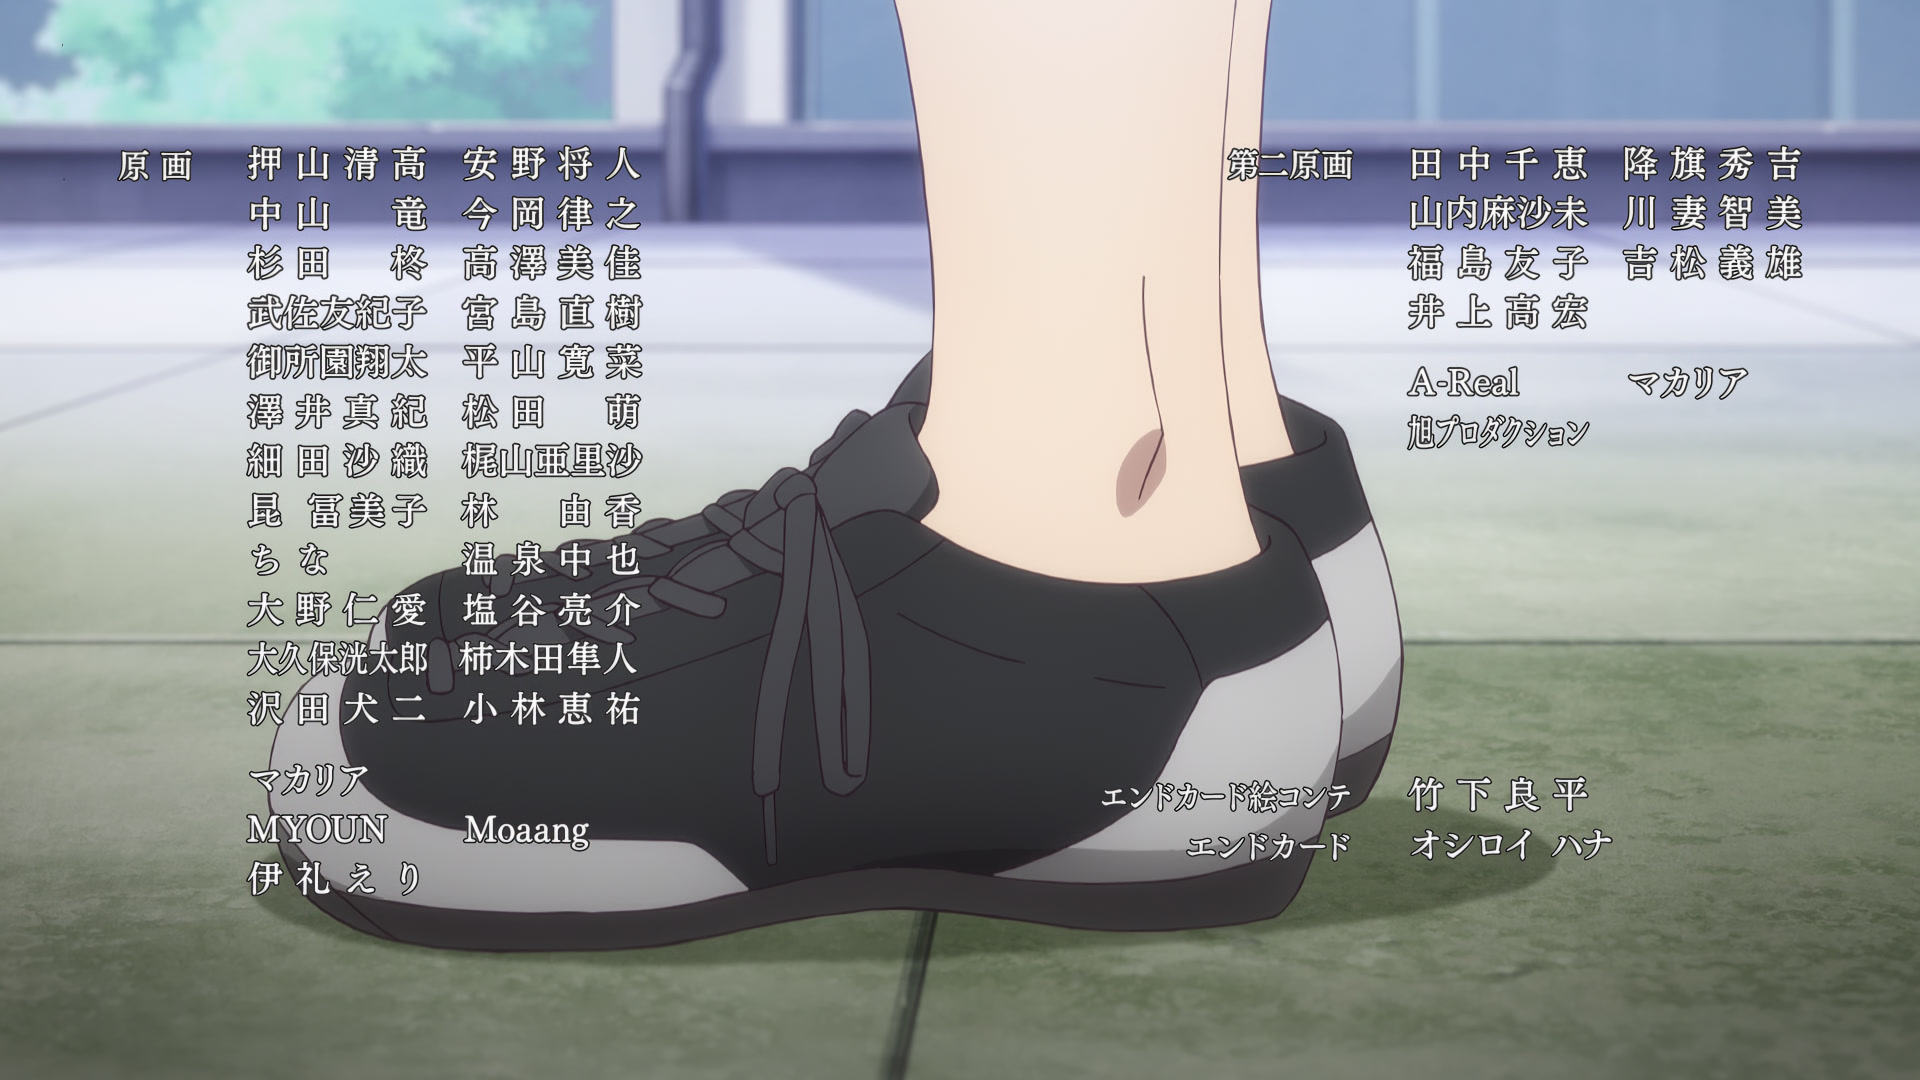 原画 押山清高 安野将人
中山竜 今岡律之
杉田柊 高澤美佳
武佐友紀子 宮島直樹
御所園翔太 平山寛菜
澤井真紀 松田萌
細田沙織 梶山亜里沙
昆冨美子 林由香
ちな 温泉中也
大野仁愛 塩谷亮介
大久保洸太郎 柿木田隼人
沢田犬二 小林恵祐
マカリア
MYOUN Moaang
伊礼えり
第二原画 田中千恵 降旗秀吉
山内麻沙未 川妻智美
福島友子 吉松義雄
井上高宏
A-Real マカリア
旭プロダクション
エンドカード絵コンテ 竹下良平
エンドカード オシロイハナ